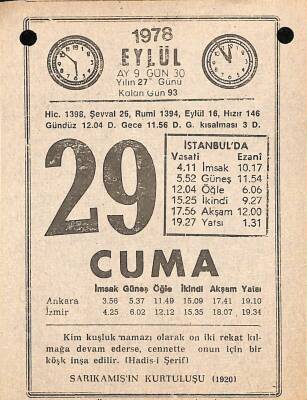 1978
EYLÜL
AY 9 GÜN 30
Yılın 27 Günü
Kalan Gün 93
Hic. 1398, Şevval 26, Rumi 1394, Eylül 16, Hızır 146
Gündüz 12.04 D. Gece 11.56 D. G. kısalması 3 D.
29
İSTANBUL'DA
Vasati Ezanî
4.11 İmsak 10.17
5.52 Güneş 11.54
12.04 Öğle 6.06
15.25 İkindi 9.27
17.56 Akşam 12.00
19.27 Yatsı 1.31
CUMA
İmsak Güneş Öğle İkindi Akşam Yatsı
Ankara 3.56 5.37 11.49 15.09 17.41 19.10
İzmir 4.25 6.02 12.12 15.35 18.07 19.34
Kim kuşluk namazı olarak on iki rekat kıl-
mağa devam ederse, cennette onun için bir
köşk inşa edilir. (Hadis-i Şerif)
SARIKAMIŞ'IN KURTULUŞU (1920)